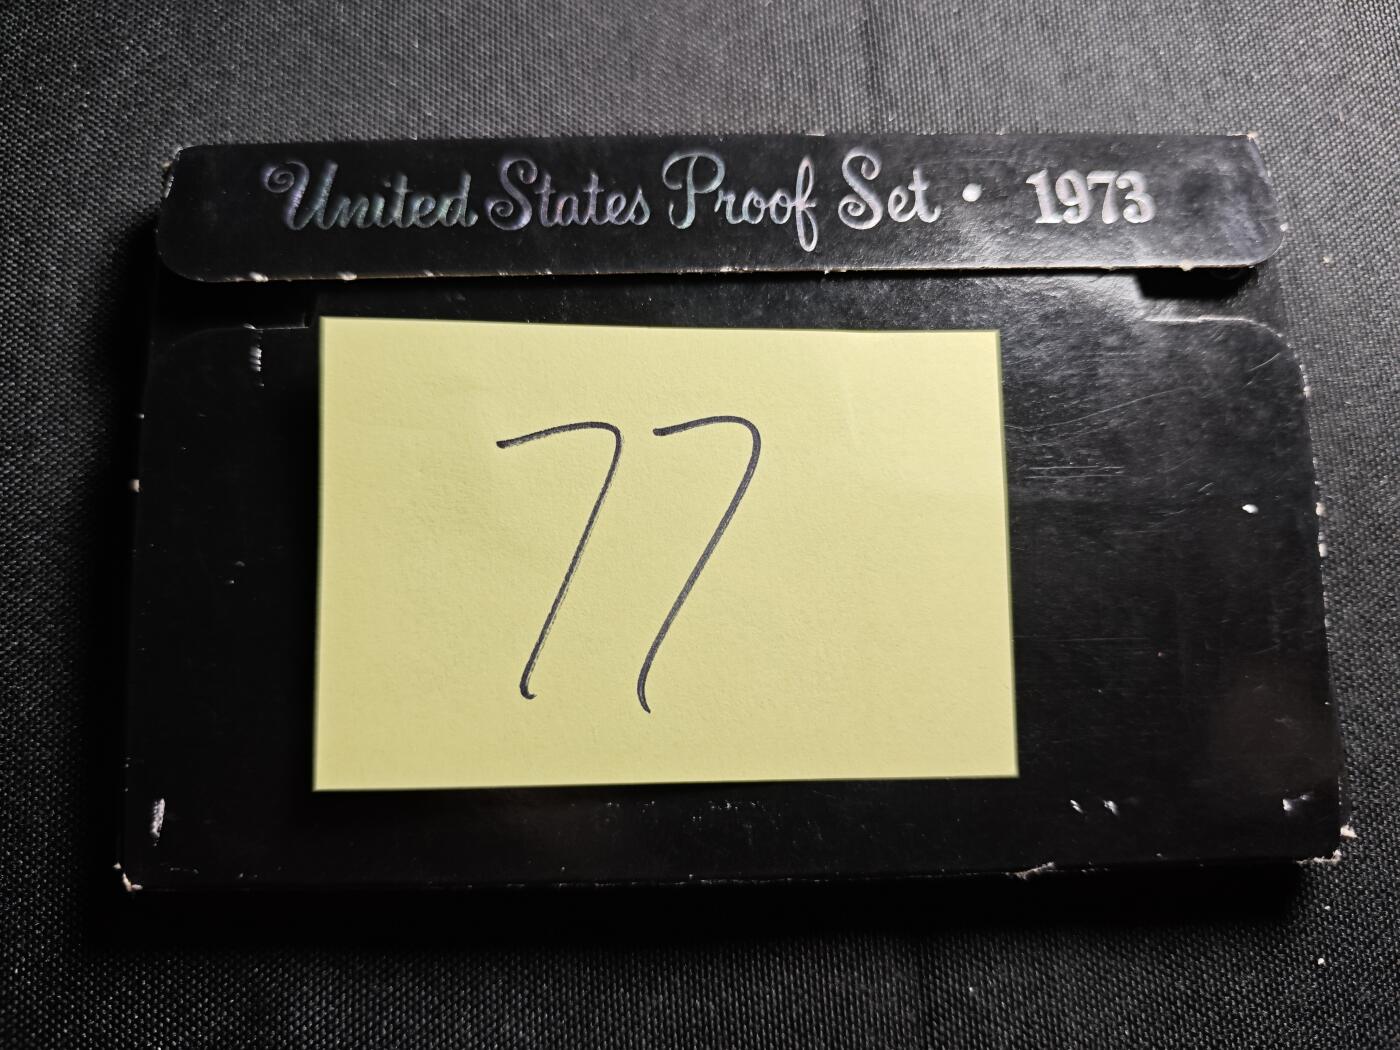 United States Proof Set • 1973
77